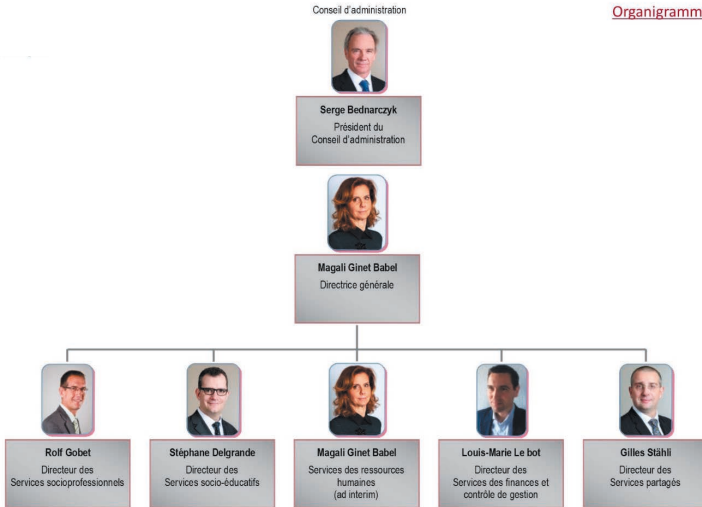 Conseil d'administration
Organigramm
Serge Bednarczyk
Président du
Conseil d'administration
Magali Ginet Babel
Directrice générale
Rolf Gobet
Directeur des
Services socioprofessionnels
Stéphane Delgrande
Directeur des
Services socio-éducatifs
Magali Ginet Babel
Services des ressources
humaines
(ad interim)
Louis-Marie Le bot
Directeur des
Services des finances et
contrôle de gestion
Gilles Stähli
Directeur des
Services partagés